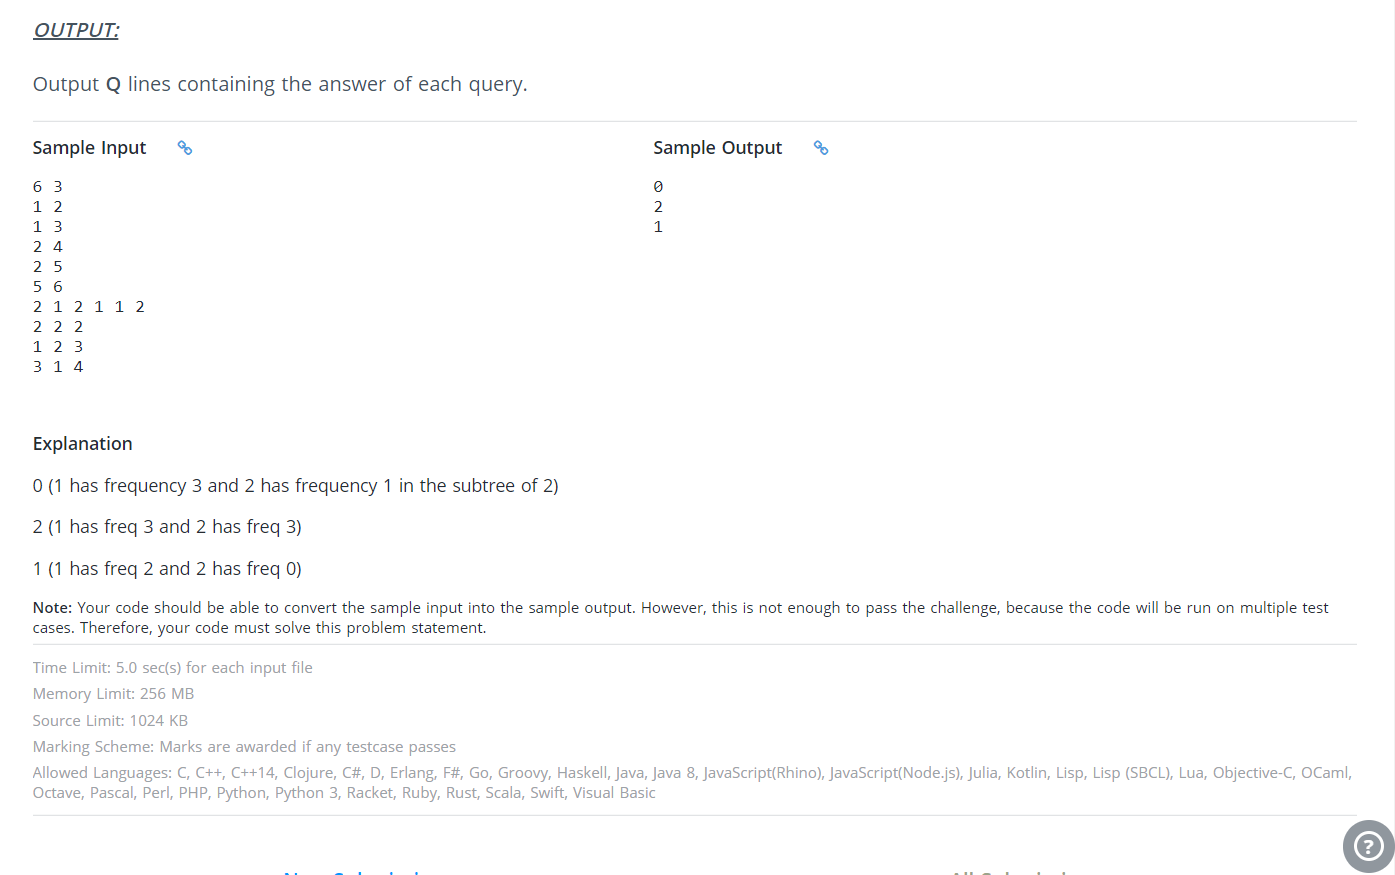 OUTPUT:
Output Q lines containing the answer of each query.
Sample Input
6 3
1 2
1 3
2 4
2 5
5 6
2 1 2 1 1 2
2 2 2
1 2 3
3 1 4
Sample Output
0
2
1
Explanation
0 (1 has frequency 3 and 2 has frequency 1 in the subtree of 2)
2 (1 has freq 3 and 2 has freq 3)
1 (1 has freq 2 and 2 has freq 0)
Note: Your code should be able to convert the sample input into the sample output. However, this is not enough to pass the challenge, because the code will be run on multiple test
cases. Therefore, your code must solve this problem statement.
Time Limit: 5.0 sec(s) for each input file
Memory Limit: 256 MB
Source Limit: 1024 KB
Marking Scheme: Marks are awarded if any testcase passes
Allowed Languages: C, C++, C++14, Clojure, C#, D, Erlang, F#, Go, Groovy, Haskell, Java, Java 8, JavaScript(Rhino), JavaScript(Node.js), Julia, Kotlin, Lisp, Lisp (SBCL), Lua, Objective-C, OCaml,
Octave, Pascal, Perl, PHP, Python, Python 3, Racket, Ruby, Rust, Scala, Swift, Visual Basic
?